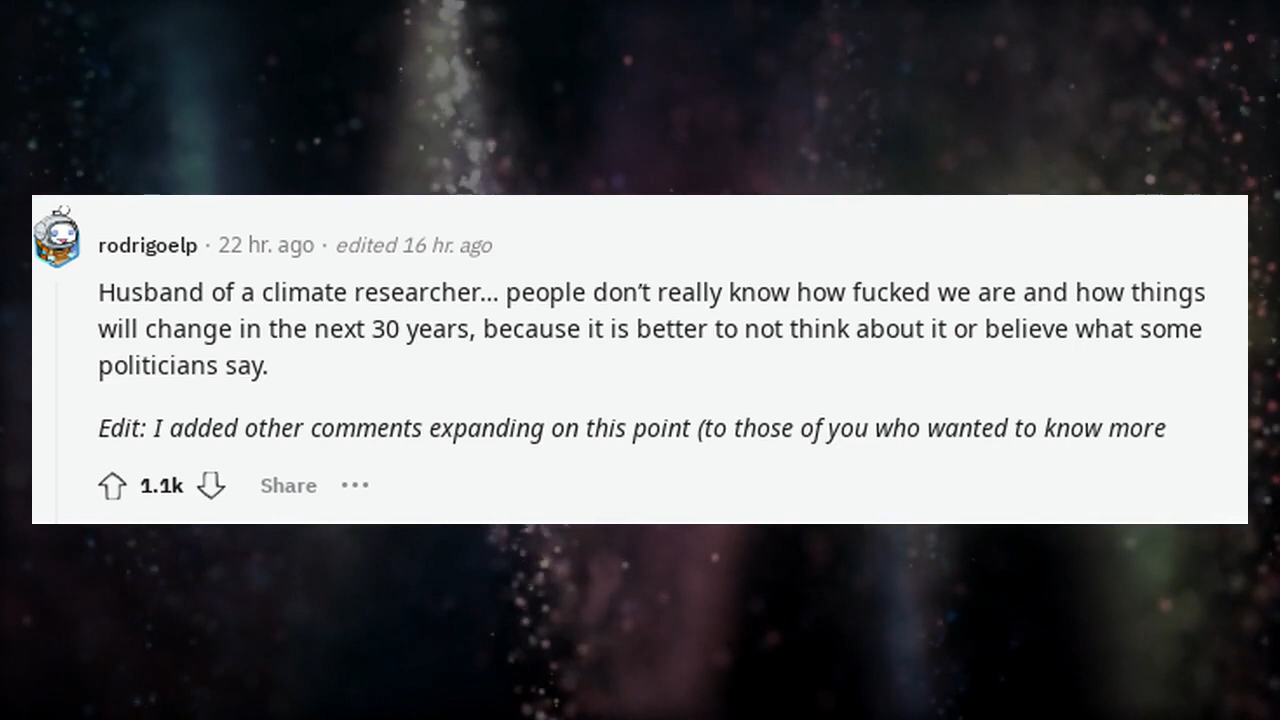 rodrigoelp · 22 hr. ago · edited 16 hr. ago
Husband of a climate researcher... people don't really know how fucked we are and how things
will change in the next 30 years, because it is better to not think about it or believe what some
politicians say.
Edit: I added other comments expanding on this point (to those of you who wanted to know more
1.1k Share •••